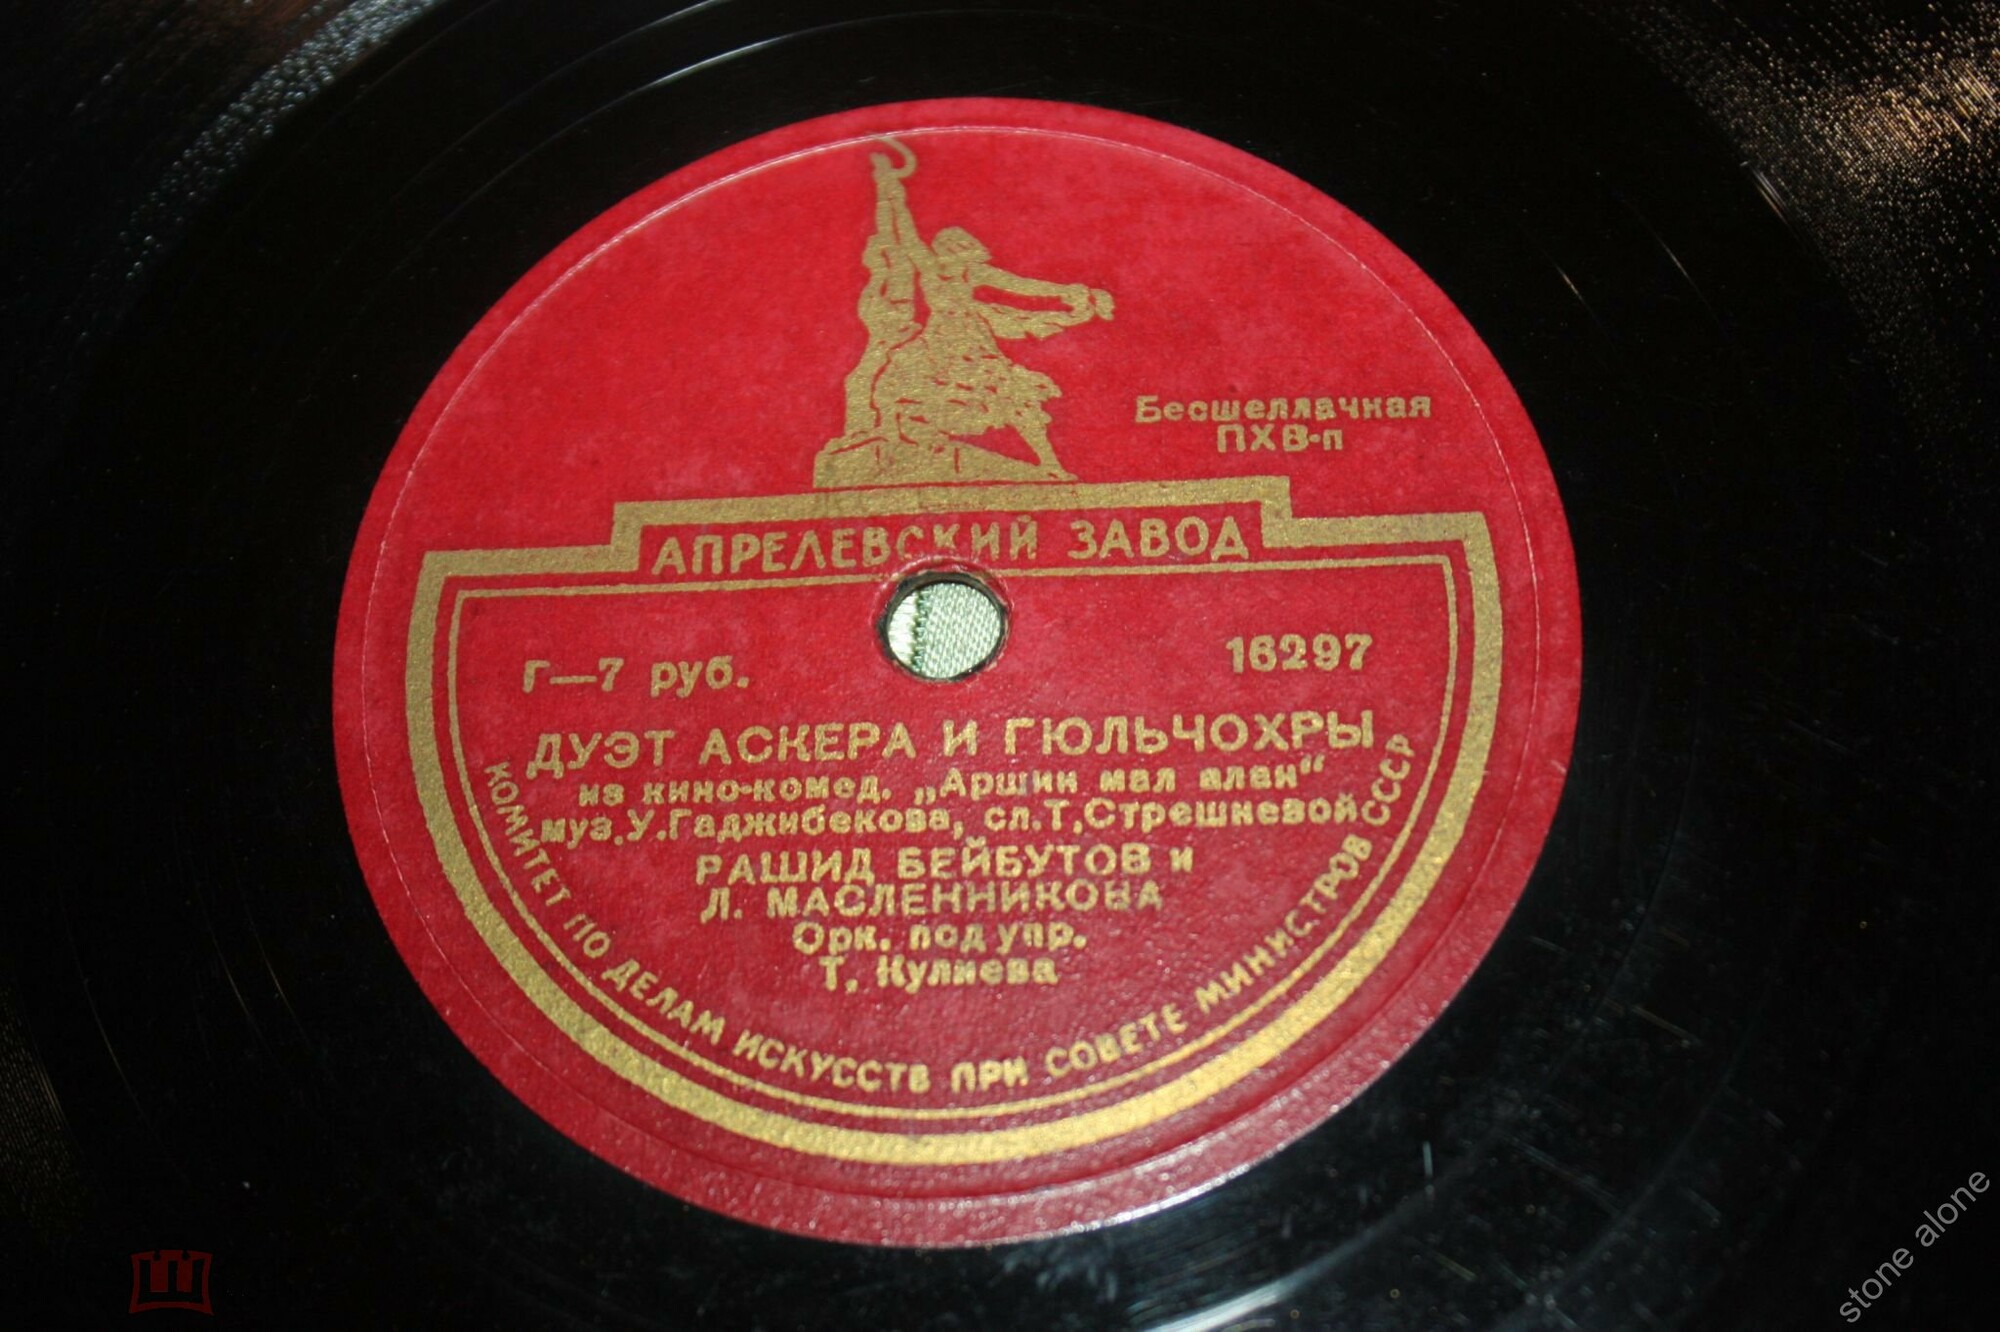 Бесшеллачная
ПХВ-п
АПРЕЛЕВСКИЙ ЗАВОД
Г—7 руб.
16297
ДУЭТ АСКЕРА И ГЮЛЬЧОХРЫ
из кино-комед. „Аршин мал алан“
муз.У.Гаджибекова, сл.Т.Стрешневой
РАШИД БЕЙБУТОВ и
Л. МАСЛЕННИКОВА
Орк. под упр.
Т. Кулиева
КОМИТЕТ ПО ДЕЛАМ ИСКУССТВ ПРИ СОВЕТЕ МИНИСТРОВ СССР
stone alone